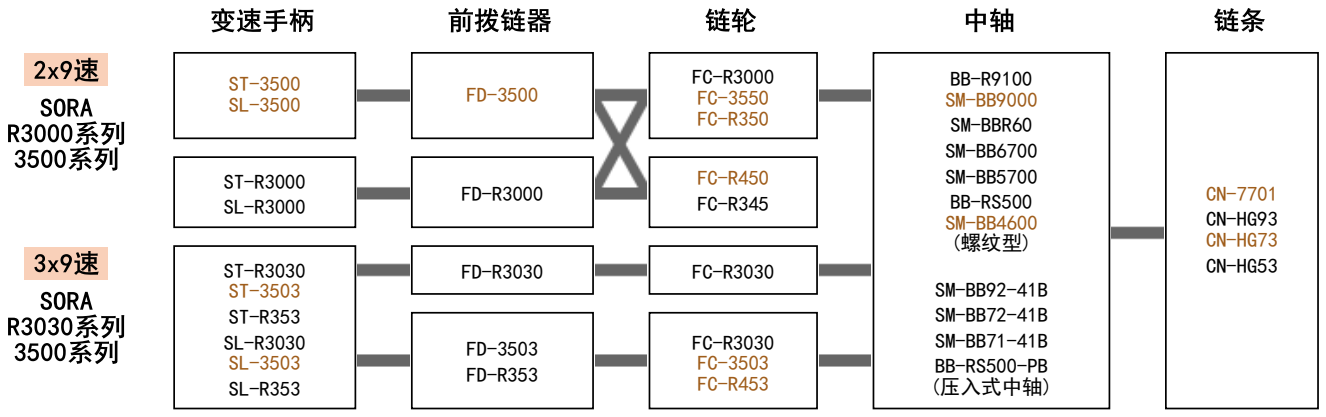 变速手柄
前拨链器
链轮
中轴
链条
2x9速
SORA
R3000系列
3500系列
ST-3500
SL-3500
FD-3500
FC-R3000
FC-3550
FC-R350
ST-R3000
SL-R3000
FD-R3000
FC-R450
FC-R345
3x9速
SORA
R3030系列
3500系列
ST-R3030
ST-3503
ST-R353
SL-R3030
SL-3503
SL-R353
FD-R3030
FC-R3030
FD-3503
FD-R353
FC-R3030
FC-3503
FC-R453
BB-R9100
SM-BB9000
SM-BBR60
SM-BB6700
SM-BB5700
BB-RS500
SM-BB4600
(螺纹型)
SM-BB92-41B
SM-BB72-41B
SM-BB71-41B
BB-RS500-PB
(压入式中轴)
CN-7701
CN-HG93
CN-HG73
CN-HG53